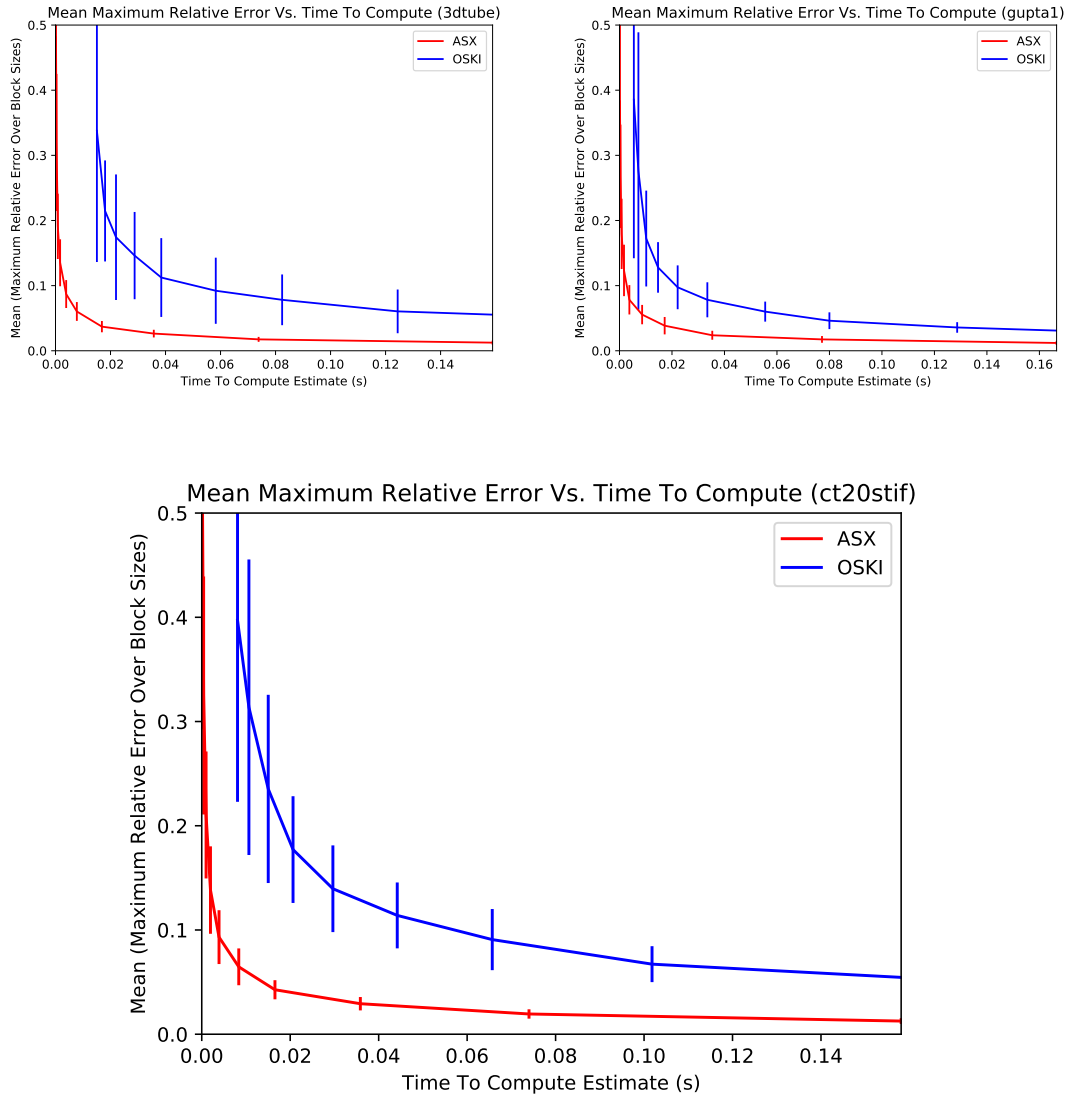 Mean Maximum Relative Error Vs. Time To Compute (3dtube)
0.5
0.4
0.3
0.2
0.1
0.0
Mean (Maximum Relative Error Over Block Sizes)
ASX
OSKI
0.00 0.02 0.04 0.06 0.08 0.10 0.12 0.14
Time To Compute Estimate (s)
Mean Maximum Relative Error Vs. Time To Compute (gupta1)
0.5
0.4
0.3
0.2
0.1
0.0
Mean (Maximum Relative Error Over Block Sizes)
ASX
OSKI
0.00 0.02 0.04 0.06 0.08 0.10 0.12 0.14 0.16
Time To Compute Estimate (s)
Mean Maximum Relative Error Vs. Time To Compute (ct20stif)
0.5
0.4
0.3
0.2
0.1
0.0
Mean (Maximum Relative Error Over Block Sizes)
ASX
OSKI
0.00 0.02 0.04 0.06 0.08 0.10 0.12 0.14
Time To Compute Estimate (s)